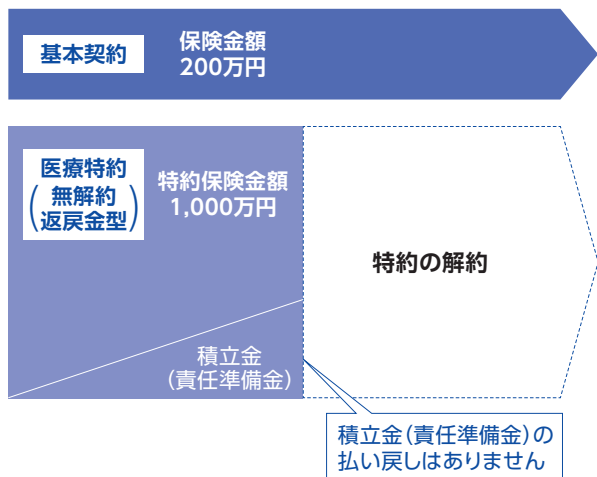 基本契約
保険金額
200万円
医療特約
(無解約
返戻金型)
特約保険金額
1,000万円
特約の解約
積立金
(責任準備金)
積立金(責任準備金)の
払い戻しはありません